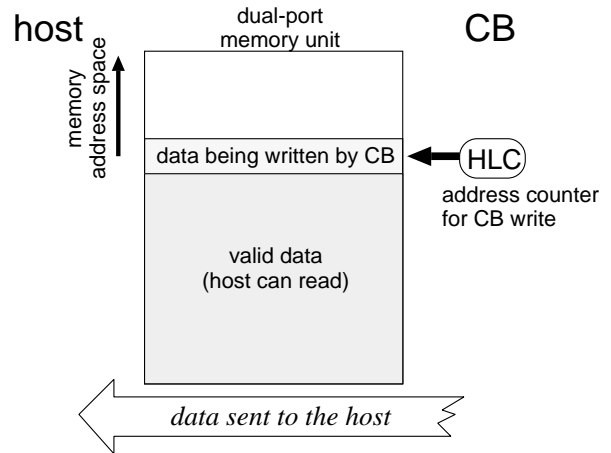 host
dual-port
memory unit
CB
memory
address space
data being written by CB
HLC
address counter
for CB write
valid data
(host can read)
data sent to the host